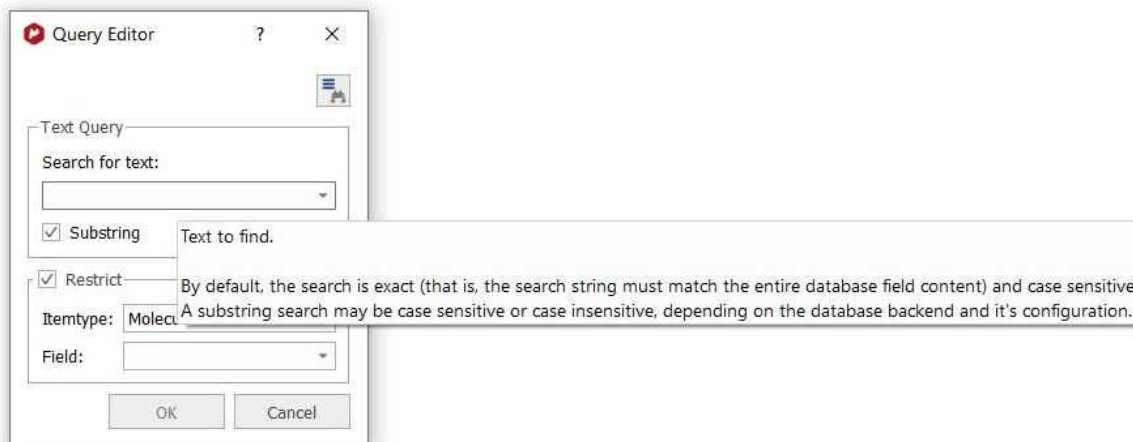 Query Editor
?
Text Query
Search for text:
Substring
Text to find.
Restrict
By default, the search is exact (that is, the search string must match the entire database field content) and case sensitive
Itemtype:
A substring search may be case sensitive or case insensitive, depending on the database backend and it's configuration.
Field:
OK
Cancel